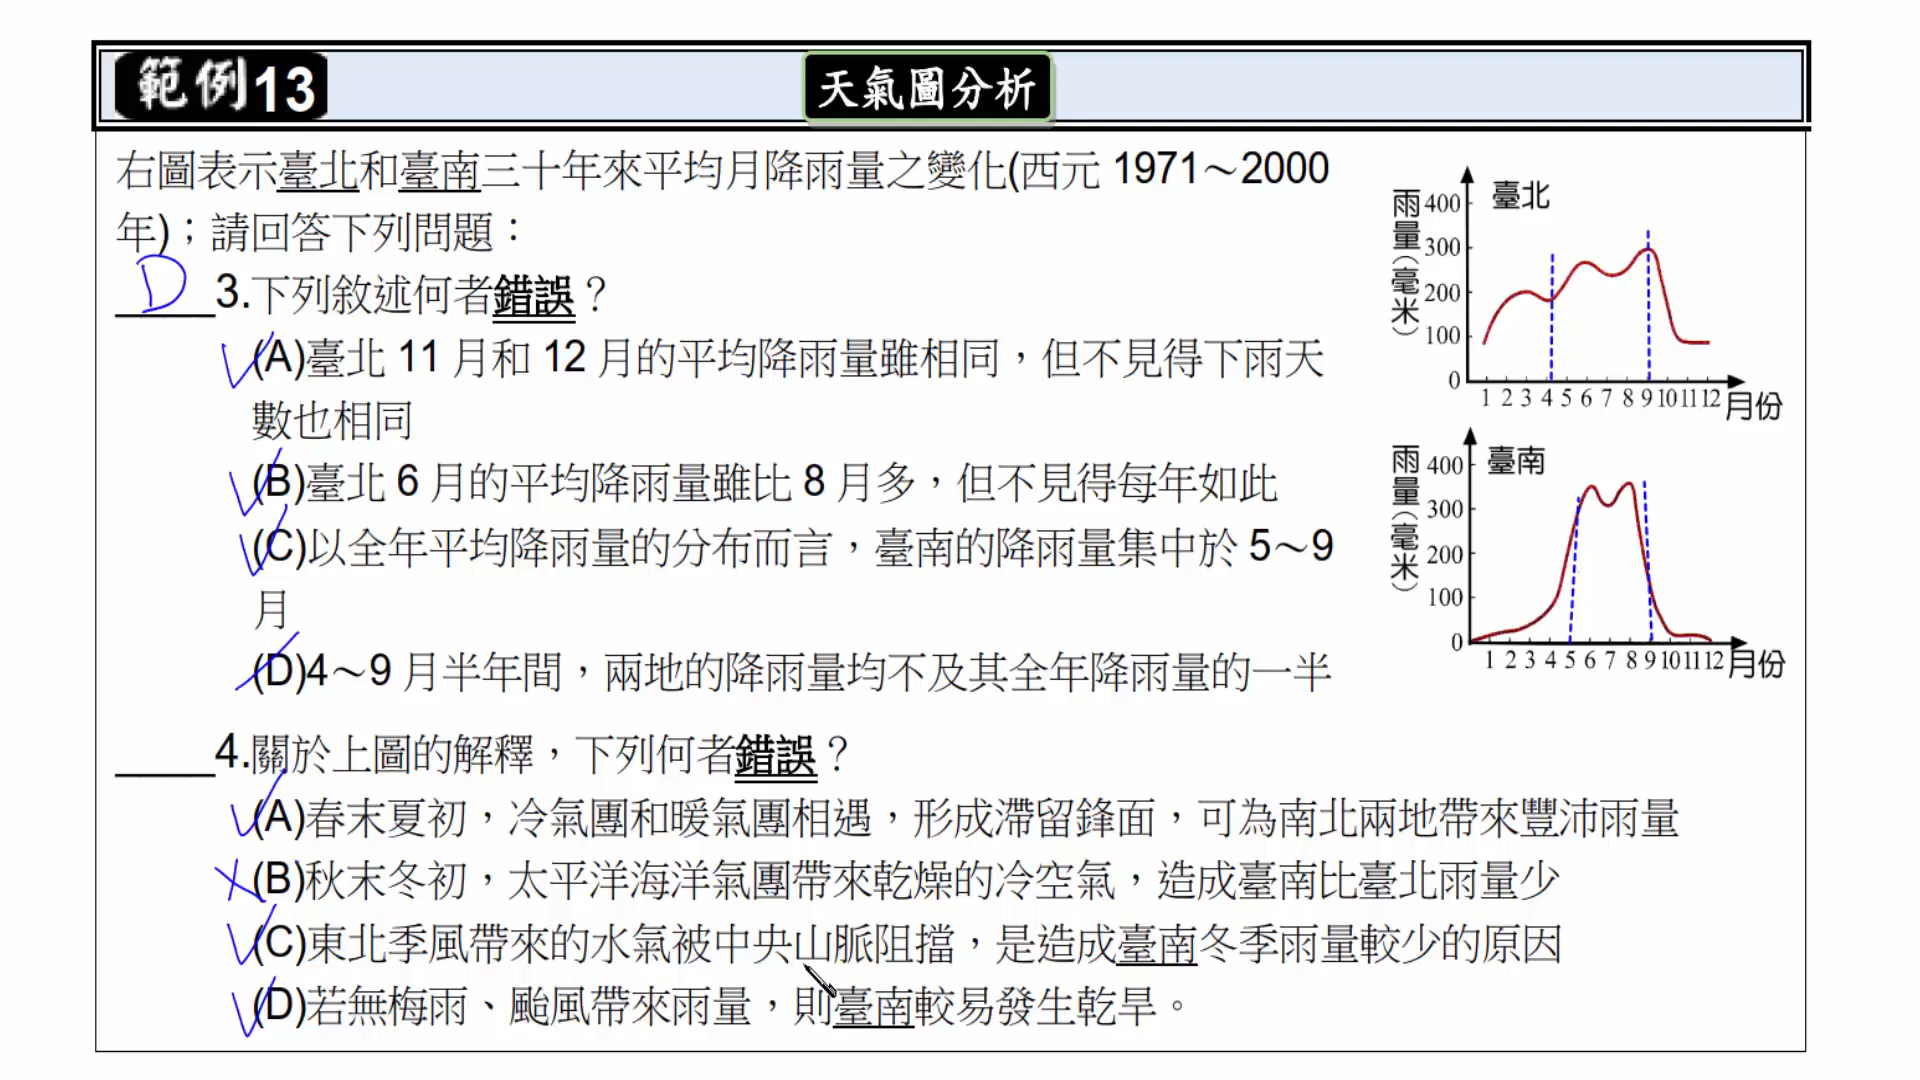 範例13
天氣圖分析
右圖表示臺北和臺南三十年來平均月降雨量之變化(西元 1971～2000
年)；請回答下列問題：
D 3.下列敘述何者錯誤？
(A)臺北 11 月和 12 月的平均降雨量雖相同，但不見得下雨天
數也相同
(B)臺北 6 月的平均降雨量雖比 8 月多，但不見得每年如此
(C)以全年平均降雨量的分布而言，臺南的降雨量集中於 5～9
月
(D)4～9 月半年間，兩地的降雨量均不及其全年降雨量的一半
4.關於上圖的解釋，下列何者錯誤？
(A)春末夏初，冷氣團和暖氣團相遇，形成滯留鋒面，可為南北兩地帶來豐沛雨量
(B)秋末冬初，太平洋海洋氣團帶來乾燥的冷空氣，造成臺南比臺北雨量少
(C)東北季風帶來的水氣被中央山脈阻擋，是造成臺南冬季雨量較少的原因
(D)若無梅雨、颱風帶來雨量，則臺南較易發生乾旱。
臺北
雨量(毫米)
400
300
200
100
0
1 2 3 4 5 6 7 8 9 10 11 12 月份
臺南
雨量(毫米)
400
300
200
100
0
1 2 3 4 5 6 7 8 9 10 11 12 月份